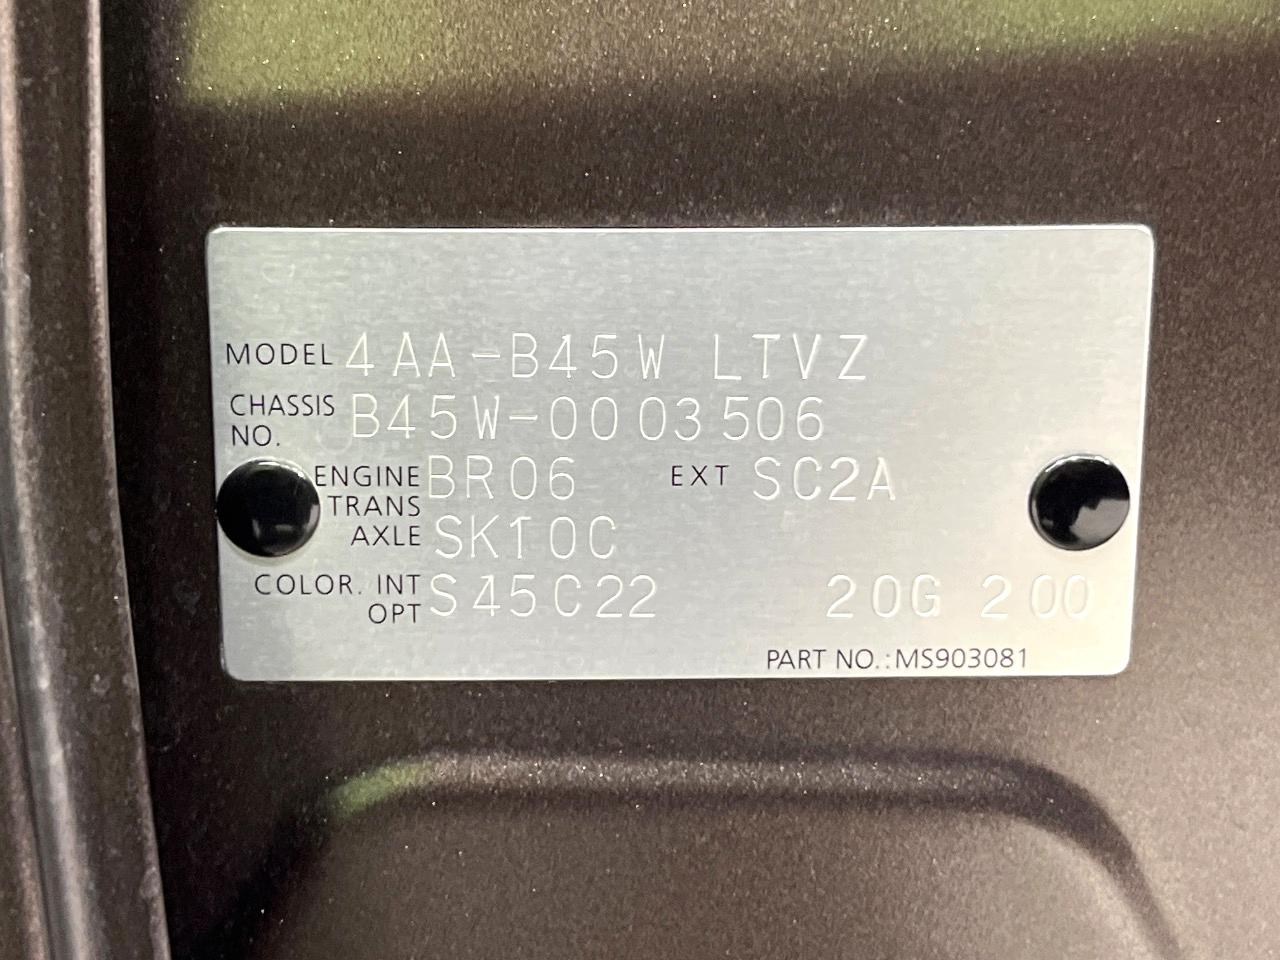 MODEL 4AA-B45W LTVZ
CHASSIS NO. B45W-0003506
ENGINE BR06 EXT SC2A
TRANS AXLE SK10C
COLOR. INT OPT S45C22 20G 200
PART NO.:MS903081